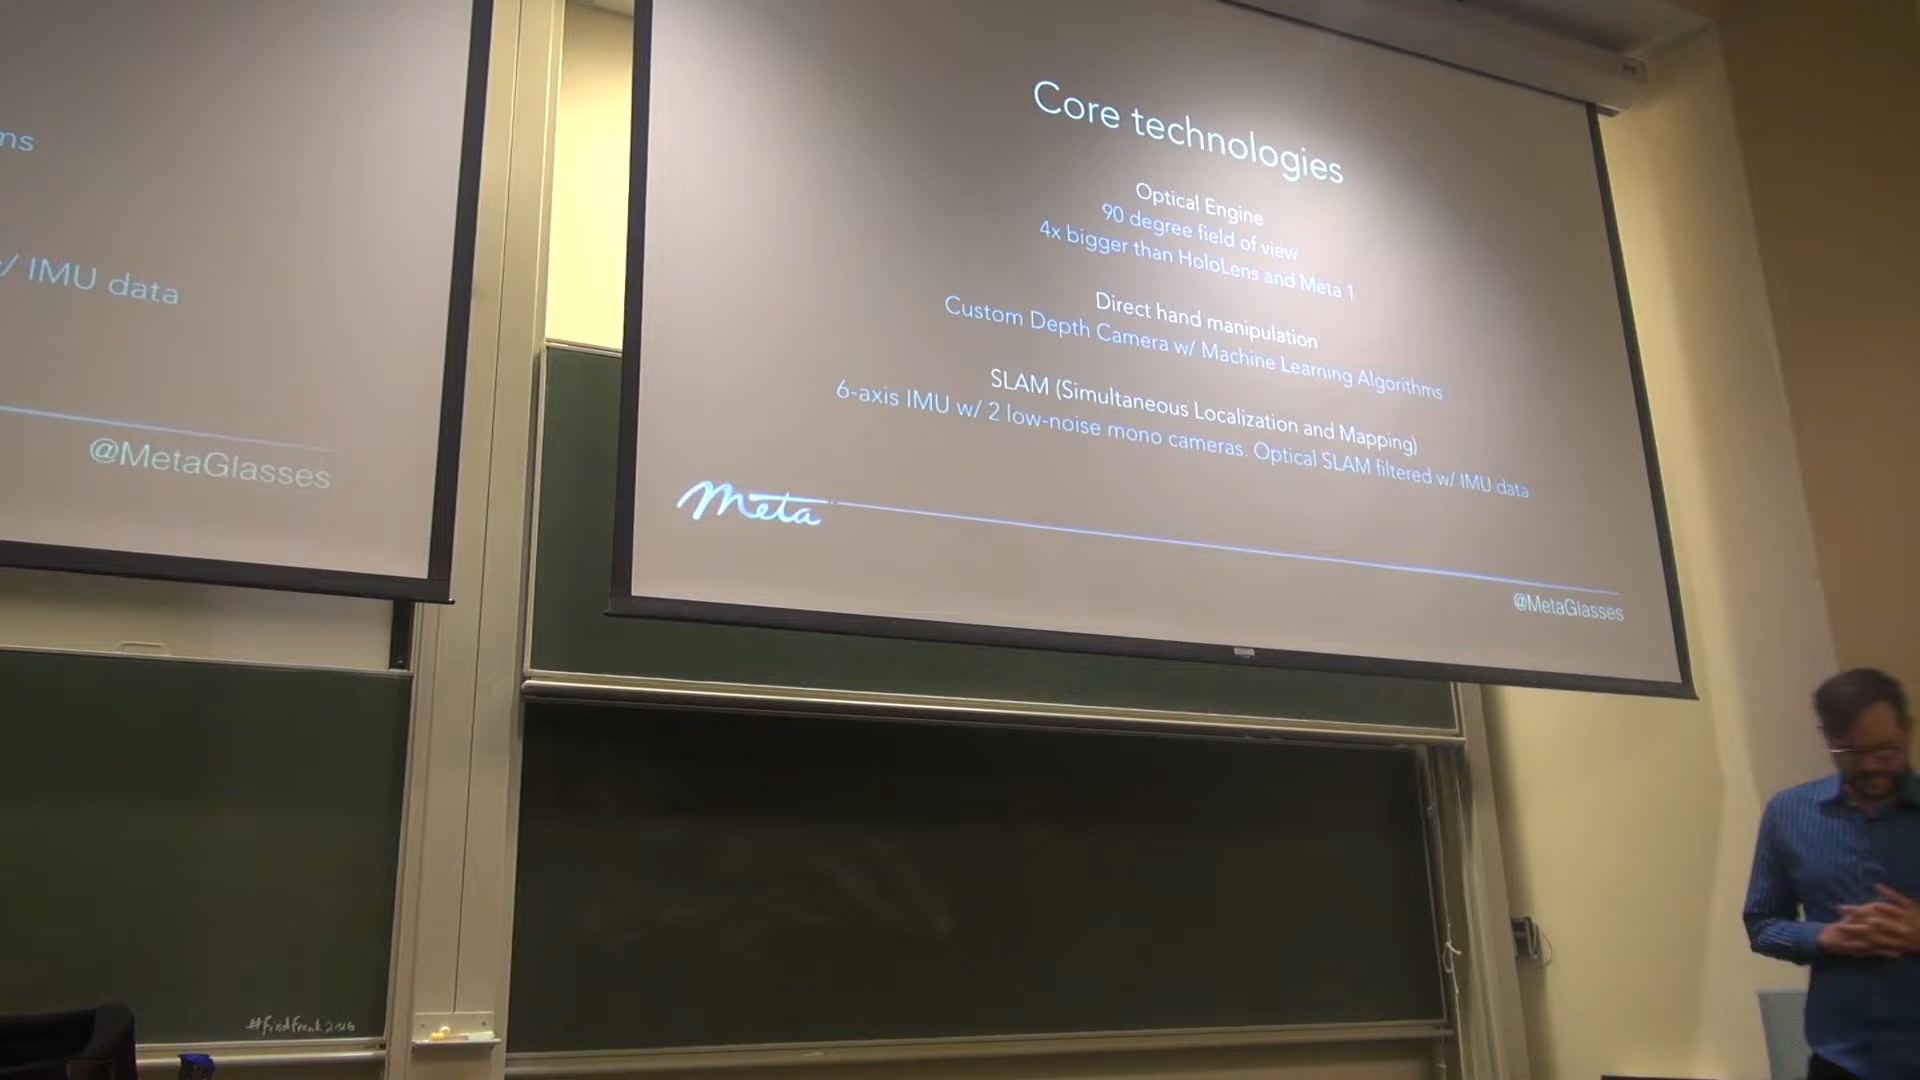 ms
w/ IMU data
@MetaGlasses
Core technologies
Optical Engine
90 degree field of view
4x bigger than HoloLens and Meta 1
Direct hand manipulation
Custom Depth Camera w/ Machine Learning Algorithms
SLAM (Simultaneous Localization and Mapping)
6-axis IMU w/ 2 low-noise mono cameras. Optical SLAM filtered w/ IMU data
meta
@MetaGlasses